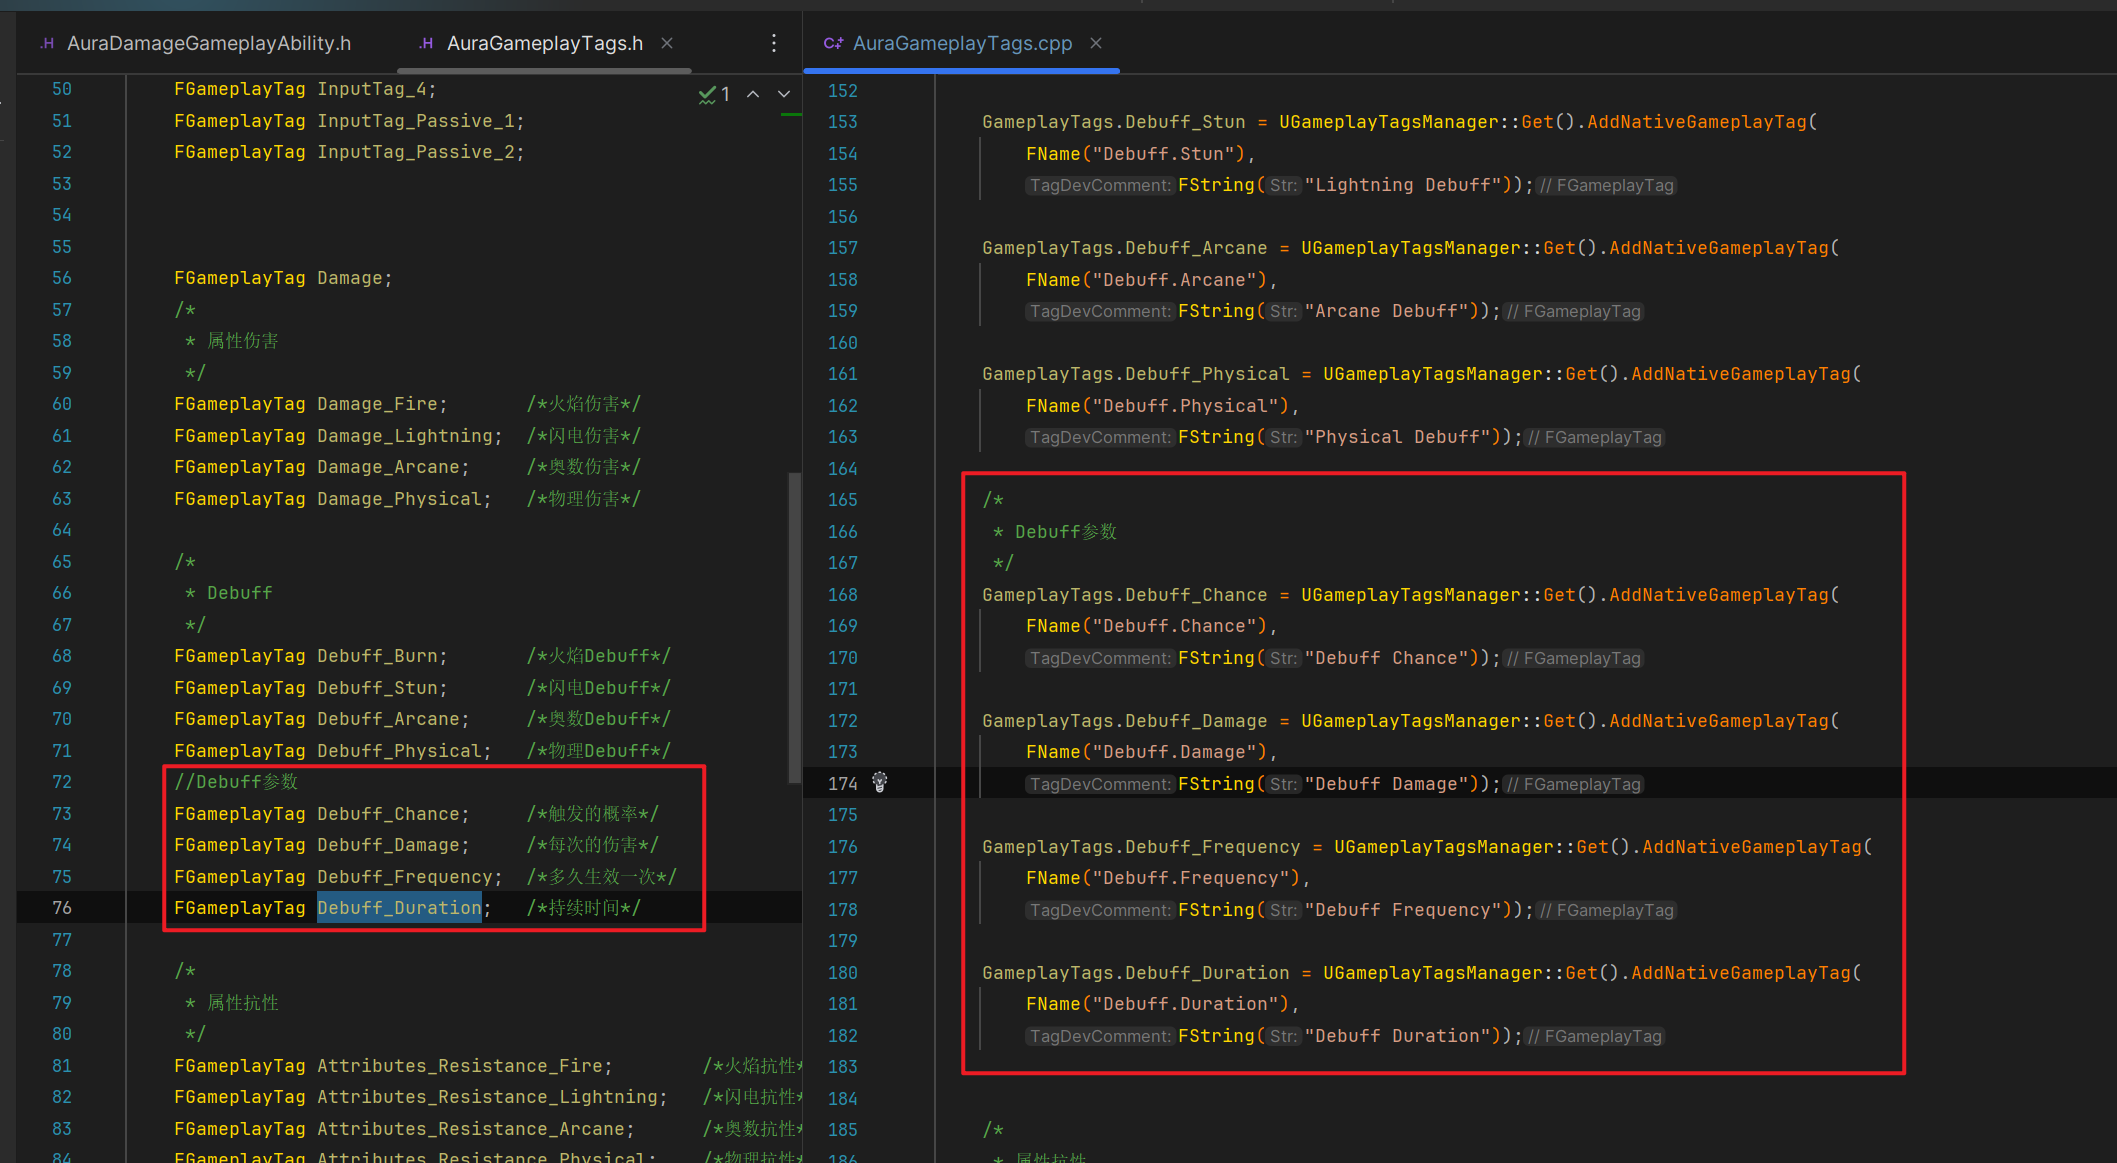 .H AuraDamageGameplayAbility.h
.H AuraGameplayTags.h
C++ AuraGameplayTags.cpp
1
50 FGameplayTag InputTag_4;
51 FGameplayTag InputTag_Passive_1;
52 FGameplayTag InputTag_Passive_2;
53
54
55
56 FGameplayTag Damage;
57 /*
58 * 属性伤害
59 */
60 FGameplayTag Damage_Fire; /*火焰伤害*/
61 FGameplayTag Damage_Lightning; /*闪电伤害*/
62 FGameplayTag Damage_Arcane; /*奥数伤害*/
63 FGameplayTag Damage_Physical; /*物理伤害*/
64
65 /*
66 * Debuff
67 */
68 FGameplayTag Debuff_Burn; /*火焰Debuff*/
69 FGameplayTag Debuff_Stun; /*闪电Debuff*/
70 FGameplayTag Debuff_Arcane; /*奥数Debuff*/
71 FGameplayTag Debuff_Physical; /*物理Debuff*/
72 //Debuff参数
73 FGameplayTag Debuff_Chance; /*触发的概率*/
74 FGameplayTag Debuff_Damage; /*每次的伤害*/
75 FGameplayTag Debuff_Frequency; /*多久生效一次*/
76 FGameplayTag Debuff_Duration; /*持续时间*/
77
78 /*
79 * 属性抗性
80 */
81 FGameplayTag Attributes_Resistance_Fire; /*火焰抗性*
82 FGameplayTag Attributes_Resistance_Lightning; /*闪电抗性*
83 FGameplayTag Attributes_Resistance_Arcane; /*奥数抗性*
84 FGameplayTag Attributes_Resistance_Physical; /*物理抗性*
152
153 GameplayTags.Debuff_Stun = UGameplayTagsManager::Get().AddNativeGameplayTag(
154 FName("Debuff.Stun"),
155 TagDevComment: FString( Str: "Lightning Debuff")); // FGameplayTag
156
157 GameplayTags.Debuff_Arcane = UGameplayTagsManager::Get().AddNativeGameplayTag(
158 FName("Debuff.Arcane"),
159 TagDevComment: FString( Str: "Arcane Debuff")); // FGameplayTag
160
161 GameplayTags.Debuff_Physical = UGameplayTagsManager::Get().AddNativeGameplayTag(
162 FName("Debuff.Physical"),
163 TagDevComment: FString( Str: "Physical Debuff")); // FGameplayTag
164
165 /*
166 * Debuff参数
167 */
168 GameplayTags.Debuff_Chance = UGameplayTagsManager::Get().AddNativeGameplayTag(
169 FName("Debuff.Chance"),
170 TagDevComment: FString( Str: "Debuff Chance")); // FGameplayTag
171
172 GameplayTags.Debuff_Damage = UGameplayTagsManager::Get().AddNativeGameplayTag(
173 FName("Debuff.Damage"),
174 TagDevComment: FString( Str: "Debuff Damage")); // FGameplayTag
175
176 GameplayTags.Debuff_Frequency = UGameplayTagsManager::Get().AddNativeGameplayTag(
177 FName("Debuff.Frequency"),
178 TagDevComment: FString( Str: "Debuff Frequency")); // FGameplayTag
179
180 GameplayTags.Debuff_Duration = UGameplayTagsManager::Get().AddNativeGameplayTag(
181 FName("Debuff.Duration"),
182 TagDevComment: FString( Str: "Debuff Duration")); // FGameplayTag
183
184
185 /*
186 * 属性抗性